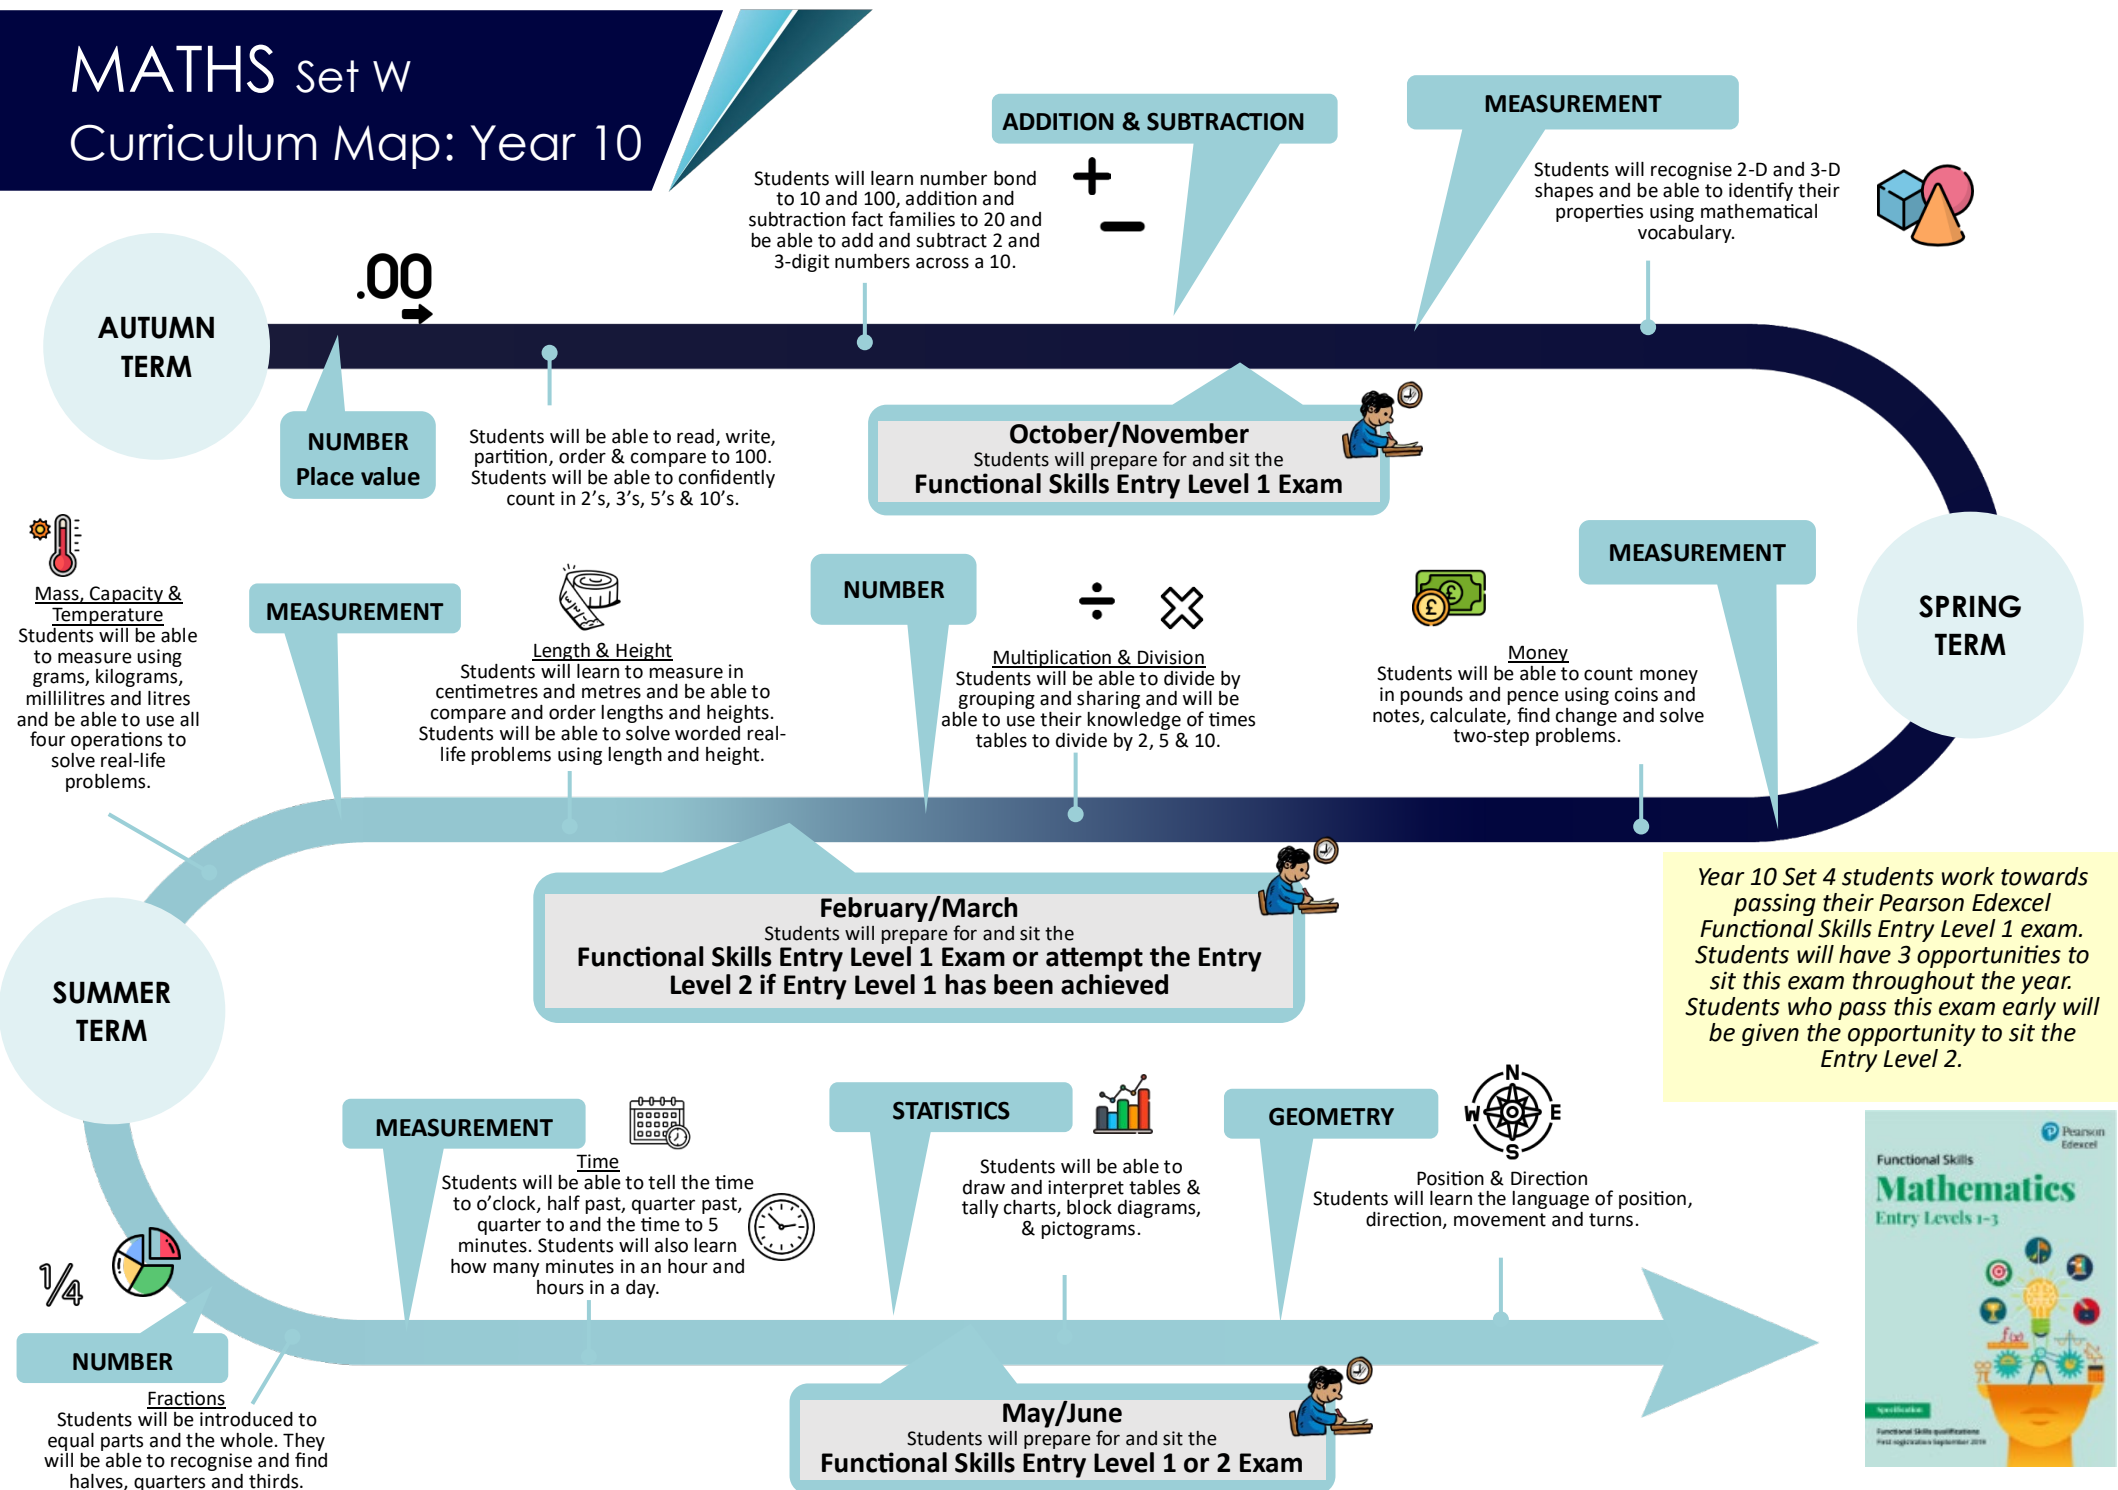 MATHS Set W
Curriculum Map: Year 10
ADDITION & SUBTRACTION
MEASUREMENT
Students will learn number bond
to 10 and 100, addition and
subtraction fact families to 20 and
be able to add and subtract 2 and
3-digit numbers across a 10.
Students will recognise 2-D and 3-D
shapes and be able to identify their
properties using mathematical
vocabulary.
.00
AUTUMN
TERM
NUMBER
Place value
Students will be able to read, write,
partition, order & compare to 100.
Students will be able to confidently
count in 2’s, 3’s, 5’s & 10’s.
October/November
Students will prepare for and sit the
Functional Skills Entry Level 1 Exam
SPRING
TERM
MEASUREMENT
Money
Students will be able to count money
in pounds and pence using coins and
notes, calculate, find change and solve
two-step problems.
NUMBER
Multiplication & Division
Students will be able to divide by
grouping and sharing and will be
able to use their knowledge of times
tables to divide by 2, 5 & 10.
MEASUREMENT
Length & Height
Students will learn to measure in
centimetres and metres and be able to
compare and order lengths and heights.
Students will be able to solve worded real-
life problems using length and height.
Mass, Capacity &
Temperature
Students will be able
to measure using
grams, kilograms,
millilitres and litres
and be able to use all
four operations to
solve real-life
problems.
February/March
Students will prepare for and sit the
Functional Skills Entry Level 1 Exam or attempt the Entry
Level 2 if Entry Level 1 has been achieved
Year 10 Set 4 students work towards
passing their Pearson Edexcel
Functional Skills Entry Level 1 exam.
Students will have 3 opportunities to
sit this exam throughout the year.
Students who pass this exam early will
be given the opportunity to sit the
Entry Level 2.
SUMMER
TERM
1/4
NUMBER
Fractions
Students will be introduced to
equal parts and the whole. They
will be able to recognise and find
halves, quarters and thirds.
MEASUREMENT
Time
Students will be able to tell the time
to o’clock, half past, quarter past,
quarter to and the time to 5
minutes. Students will also learn
how many minutes in an hour and
hours in a day.
STATISTICS
Students will be able to
draw and interpret tables &
tally charts, block diagrams,
& pictograms.
GEOMETRY
N
W E
S
Position & Direction
Students will learn the language of position,
direction, movement and turns.
May/June
Students will prepare for and sit the
Functional Skills Entry Level 1 or 2 Exam
Pearson
Edexcel
Functional Skills
Mathematics
Entry Levels 1-3
f(x)
Specification
Functional Skills qualifications
First registration September 2019